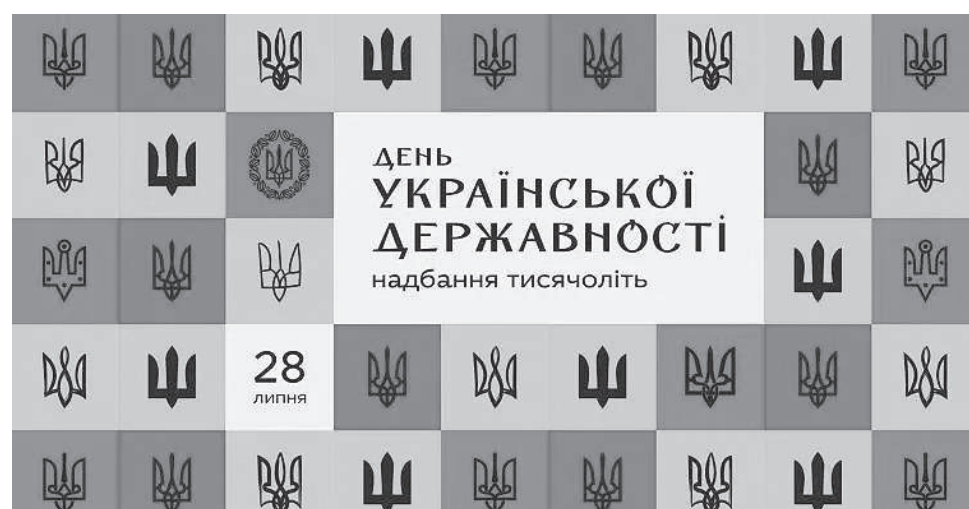 ДЕНЬ
УКРАЇНСЬКОЇ
ДЕРЖАВНОСТІ
надбання тисячоліть
28
липня